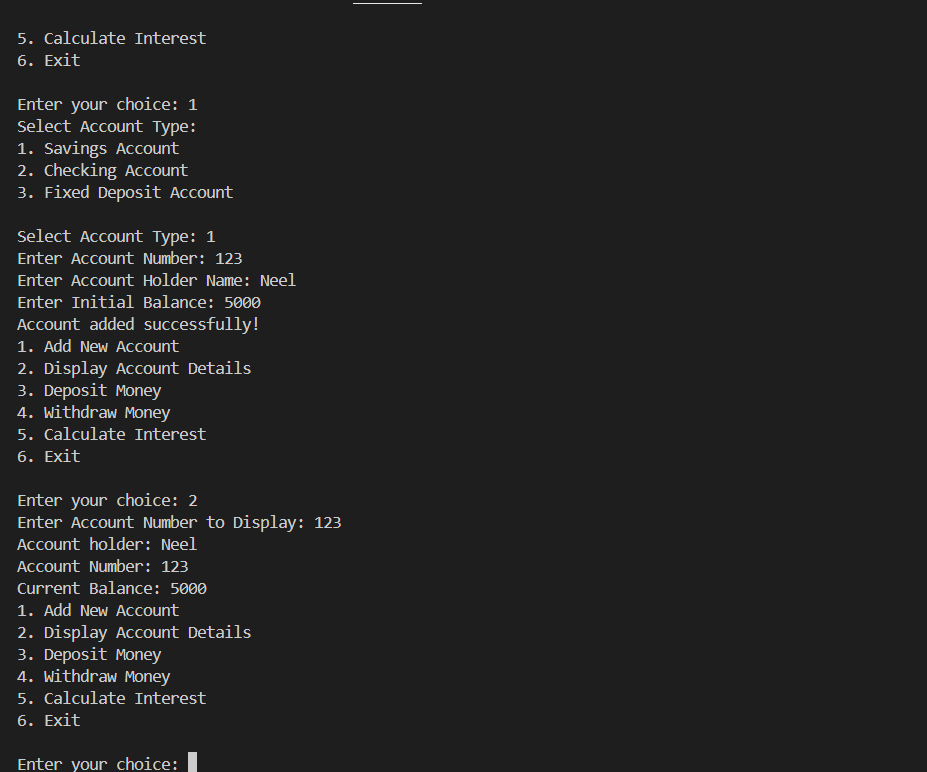 5. Calculate Interest
6. Exit
Enter your choice: 1
Select Account Type:
1. Savings Account
2. Checking Account
3. Fixed Deposit Account
Select Account Type: 1
Enter Account Number: 123
Enter Account Holder Name: Neel
Enter Initial Balance: 5000
Account added successfully!
1. Add New Account
2. Display Account Details
3. Deposit Money
4. Withdraw Money
5. Calculate Interest
6. Exit
Enter your choice: 2
Enter Account Number to Display: 123
Account holder: Neel
Account Number: 123
Current Balance: 5000
1. Add New Account
2. Display Account Details
3. Deposit Money
4. Withdraw Money
5. Calculate Interest
6. Exit
Enter your choice: